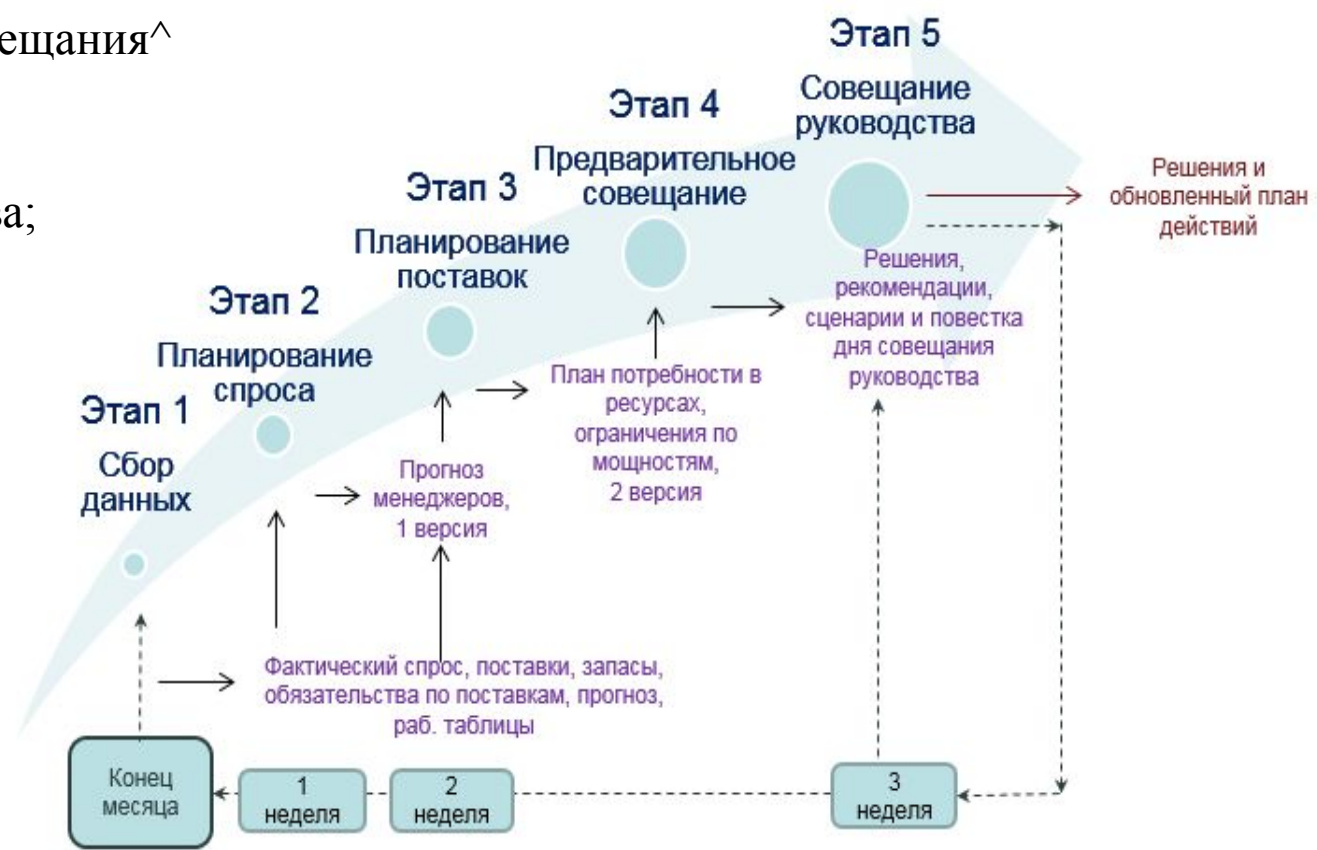 Этап 5
Совещание
руководства
Этап 4
Предварительное
совещание
Решения и
обновленный план
действий
Этап 3
Планирование
поставок
Решения,
рекомендации,
сценарии и повестка
дня совещания
руководства
Этап 2
Планирование
спроса
План потребности в
ресурсах,
ограничения по
мощностям,
2 версия
Этап 1
Сбор
данных
Прогноз
менеджеров,
1 версия
Фактический спрос, поставки, запасы,
обязательства по поставкам, прогноз,
раб. таблицы
Конец
месяца
1
неделя
2
неделя
3
неделя